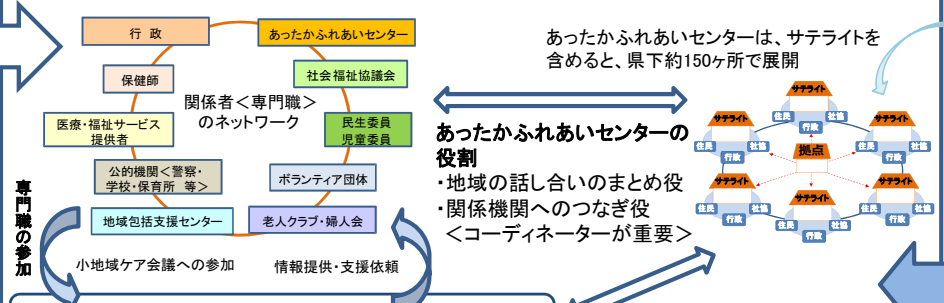 行 政
あったかふれあいセンター
保健師
社会福祉協議会
関係者＜専門職＞
のネットワーク
医療・福祉サービス
提供者
民生委員
児童委員
公的機関＜警察・
学校・保育所 等＞
ボランティア団体
地域包括支援センター
老人クラブ・婦人会
専門職の参加
小地域ケア会議への参加
情報提供・支援依頼
あったかふれあいセンターは、サテライトを
含めると、県下約150ヶ所で展開
あったかふれあいセンターの
役割
・地域の話し合いのまとめ役
・関係機関へのつなぎ役
＜コーディネーターが重要＞
サテライト
住民
社協
行政
サテライト
住民
社協
行政
サテライト
住民
社協
行政
拠点
サテライト
住民
社協
行政
サテライト
住民
社協
行政
サテライト
住民
社協
行政